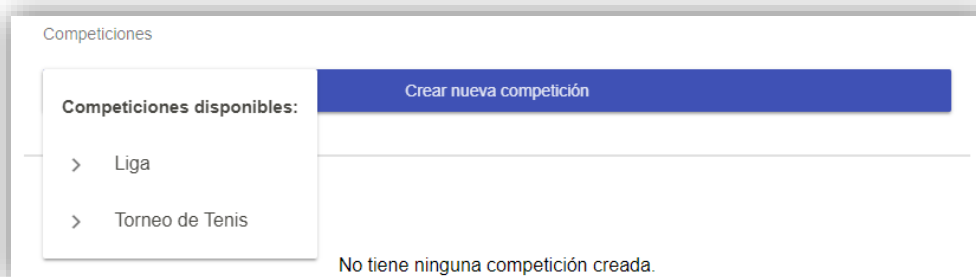 Competiciones
Crear nueva competición
Competiciones disponibles:
Liga
Torneo de Tenis
No tiene ninguna competición creada.